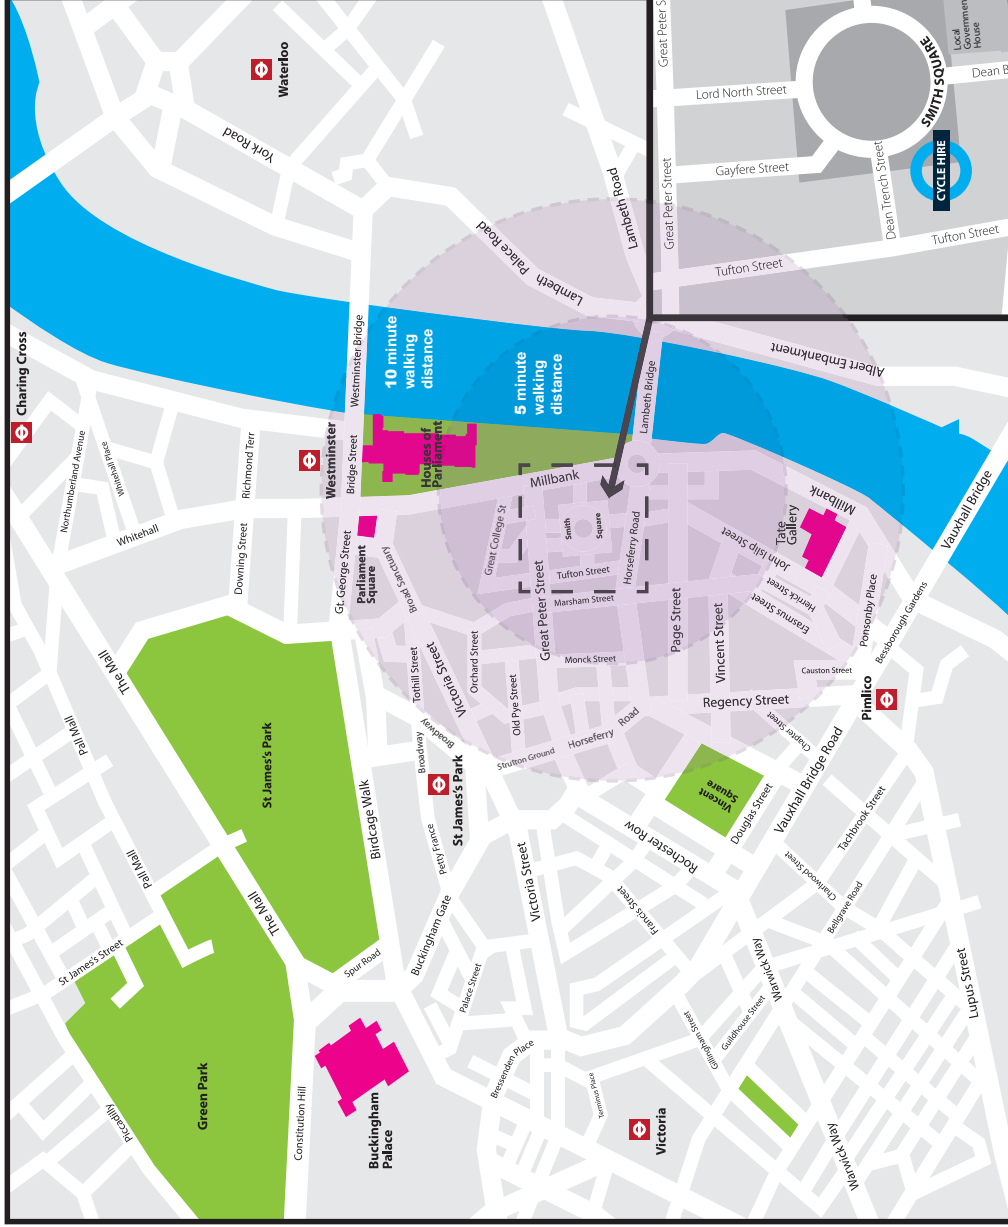 Charing Cross
Northumberland Avenue
Whitehall Place
Whitehall
Richmond Terr
Downing Street
Westminster
Bridge Street
Westminster Bridge
York Road
Waterloo
Lambeth
Palace Road
Lambeth Road
10 minute
walking
distance
5 minute
walking
distance
Houses of
Parliament
Gt. George Street
Parliament
Square
Broad Sanctuary
Great College St
Millbank
Smith
Square
Horseferry Road
Tufton Street
Great Peter Street
Marsham Street
Monck Street
Lambeth Bridge
Albert Embankment
Millbank
Tate
Gallery
John Islip Street
Herrick Street
Erasmus Street
Page Street
Vincent Street
Regency Street
Causton Street
Ponsonby Place
Bessborough Gardens
Vauxhall Bridge
Pimlico
Chapter Street
Vauxhall Bridge Road
Tachbrook Street
Douglas Street
Vincent
Square
Charlwood Street
Bellgrave Road
Rochester Row
Francis Street
Warwick Way
Guildhouse Street
Gillingham Street
Warwick Way
Lupus Street
Tothill Street
Victoria Street
Orchard Street
Old Pye Street
Broadway
Broadway
Strutton Ground
Horseferry
Road
St James's Park
Petty France
Victoria Street
Buckingham Gate
Palace Street
Bressenden Place
Terminus Place
Victoria
The Mall
Pall Mall
St James's Park
Birdcage Walk
Pall Mall
The Mall
St James's Street
Spur Road
Green Park
Piccadilly
Constitution Hill
Buckingham
Palace
Great Peter S
Great Peter Street
Lord North Street
Gayfere Street
SMITH SQUARE
Local
Governmen
House
Dean B
Dean Trench Street
CYCLE HIRE
Tufton Street
Tufton Street